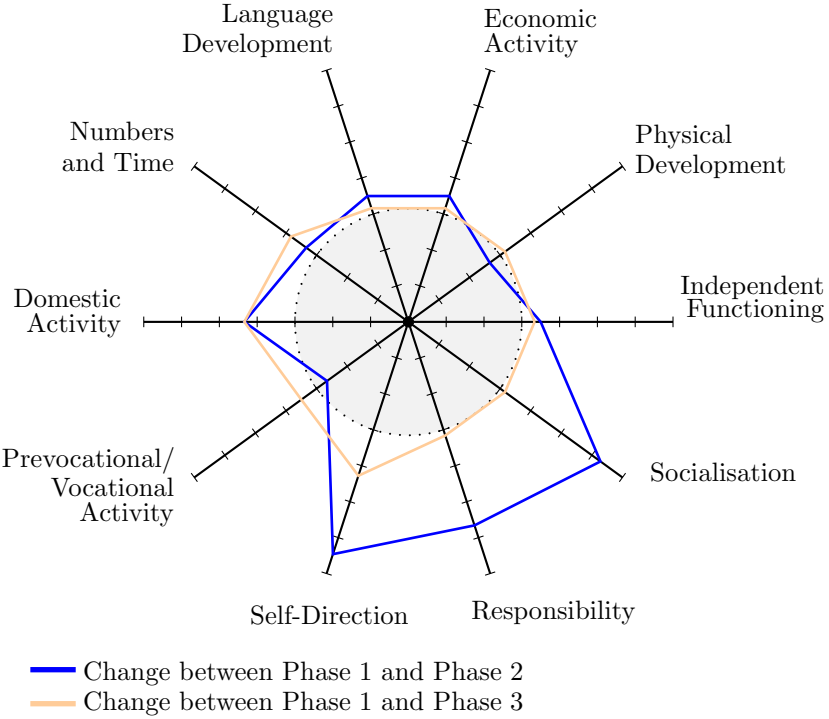 Language
Development
Economic
Activity
Numbers
and Time
Physical
Development
Domestic
Activity
Independent
Functioning
Prevocational/
Vocational
Activity
Socialisation
Self-Direction
Responsibility
Change between Phase 1 and Phase 2
Change between Phase 1 and Phase 3